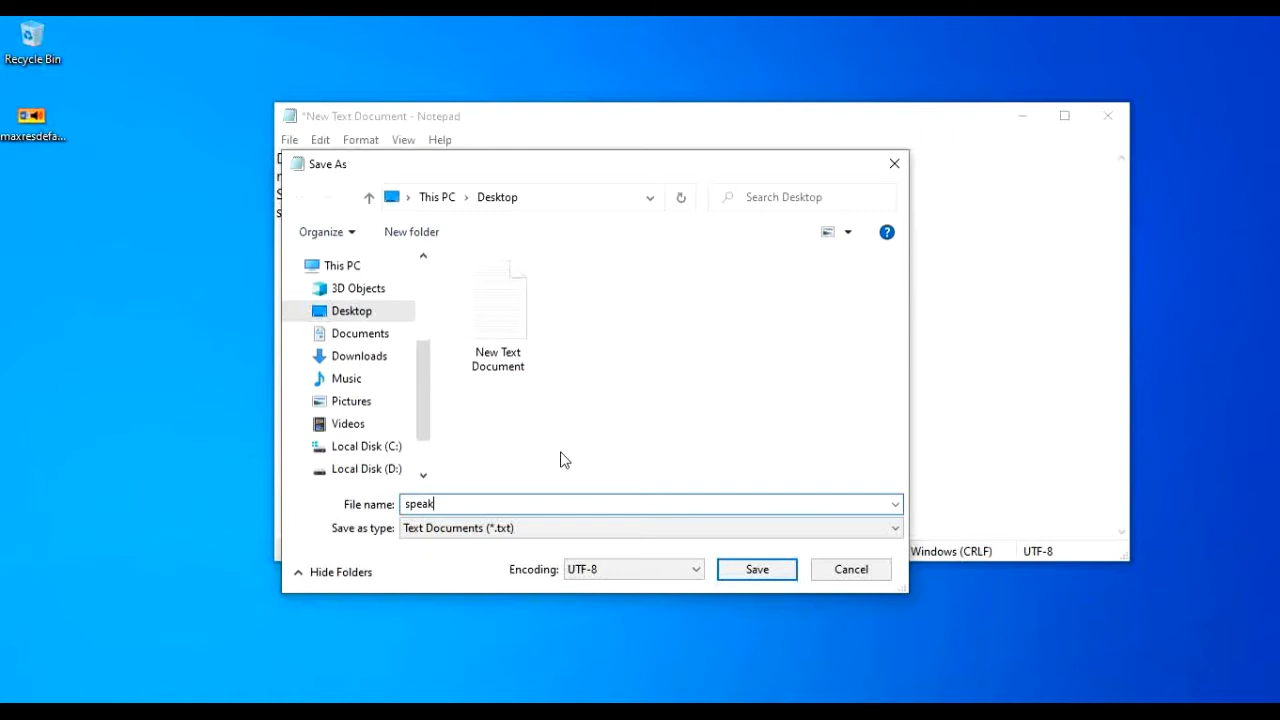 Recycle Bin
maxresdefa...
*New Text Document - Notepad
File Edit Format View Help
Save As
This PC Desktop
Search Desktop
Organize New folder
This PC
3D Objects
Desktop
Documents
Downloads
Music
Pictures
Videos
Local Disk (C:)
Local Disk (D:)
New Text
Document
File name: speak
Save as type: Text Documents (*.txt)
Hide Folders
Encoding: UTF-8
Save
Cancel
Windows (CRLF) UTF-8